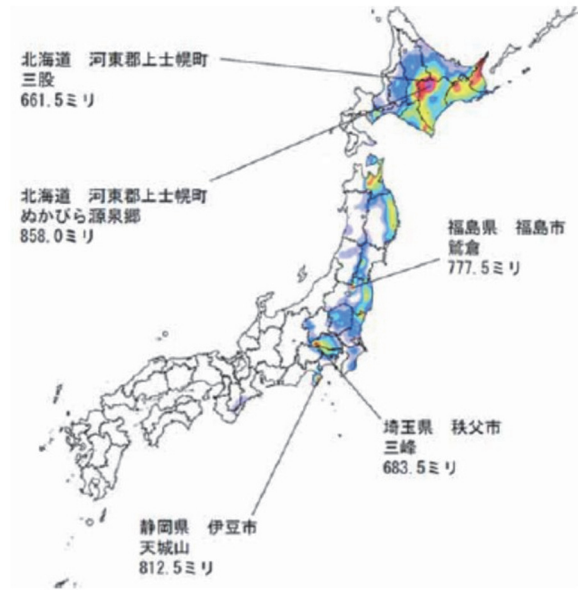 北海道　河東郡上士幌町
三股
661.5ミリ
北海道　河東郡上士幌町
ぬかびら源泉郷
858.0ミリ
福島県　福島市
鷲倉
777.5ミリ
埼玉県　秩父市
三峰
683.5ミリ
静岡県　伊豆市
天城山
812.5ミリ